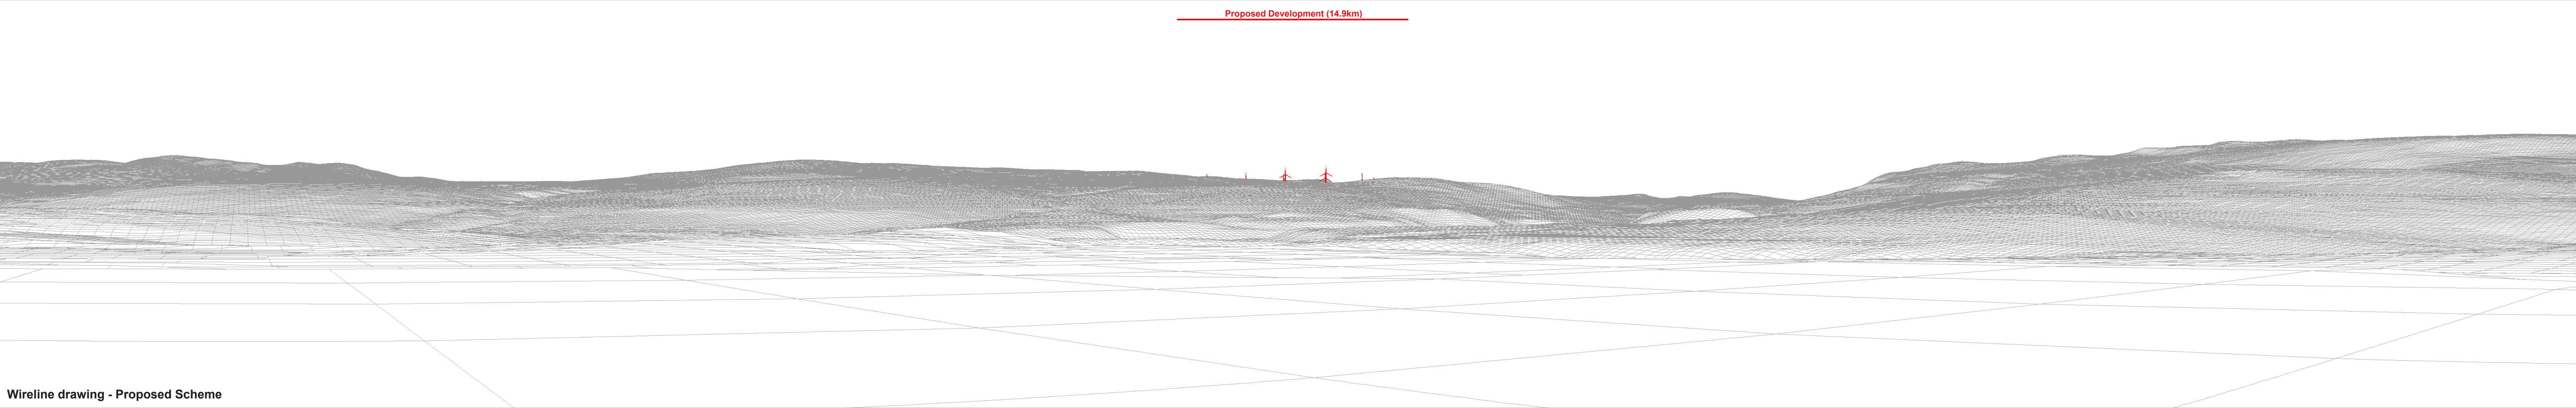 Proposed Development (14.9km)
Wireline drawing - Proposed Scheme